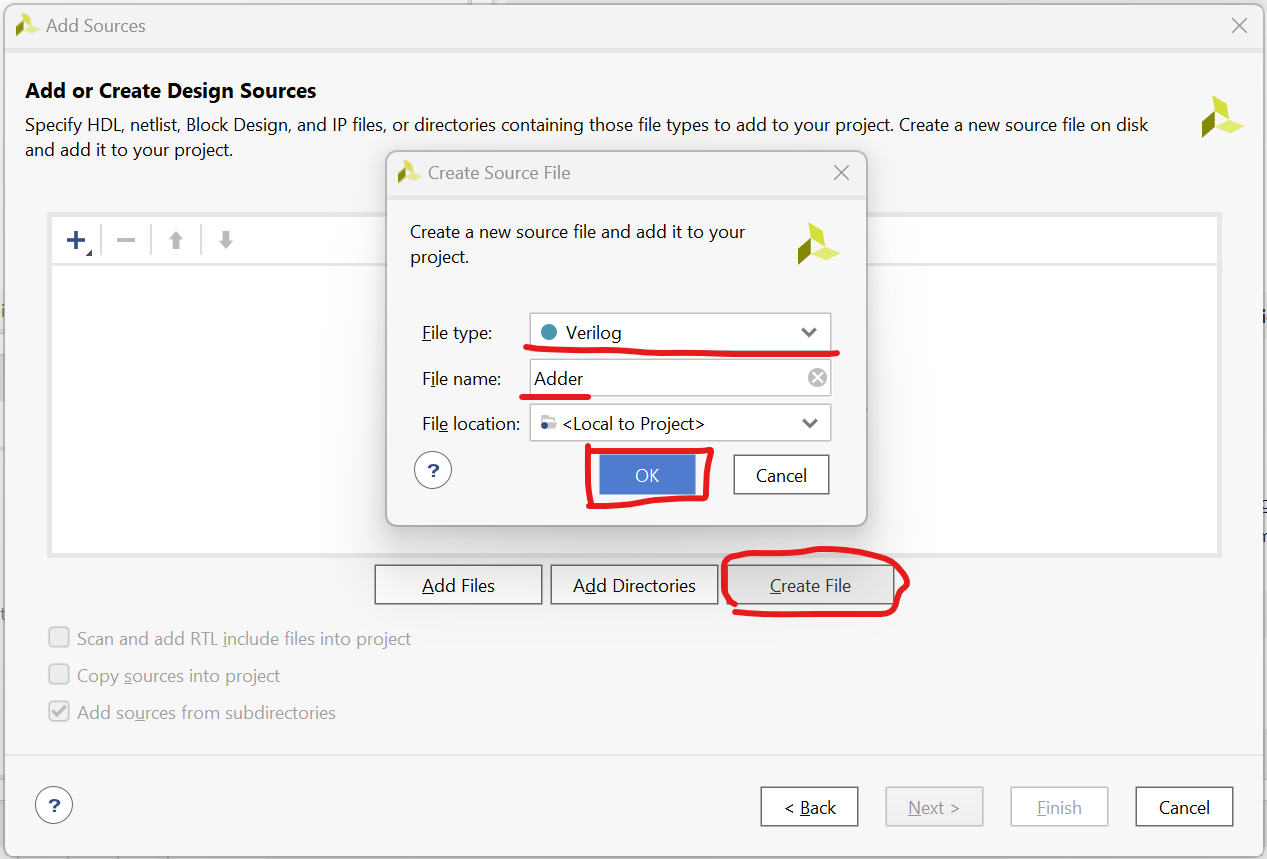 Add Sources
Add or Create Design Sources
Specify HDL, netlist, Block Design, and IP files, or directories containing those file types to add to your project. Create a new source file on disk
and add it to your project.
Create Source File
Create a new source file and add it to your
project.
File type:
Verilog
File name:
Adder
File location:
<Local to Project>
?
OK
Cancel
Add Files
Add Directories
Create File
Scan and add RTL include files into project
Copy sources into project
Add sources from subdirectories
?
< Back
Next >
Finish
Cancel